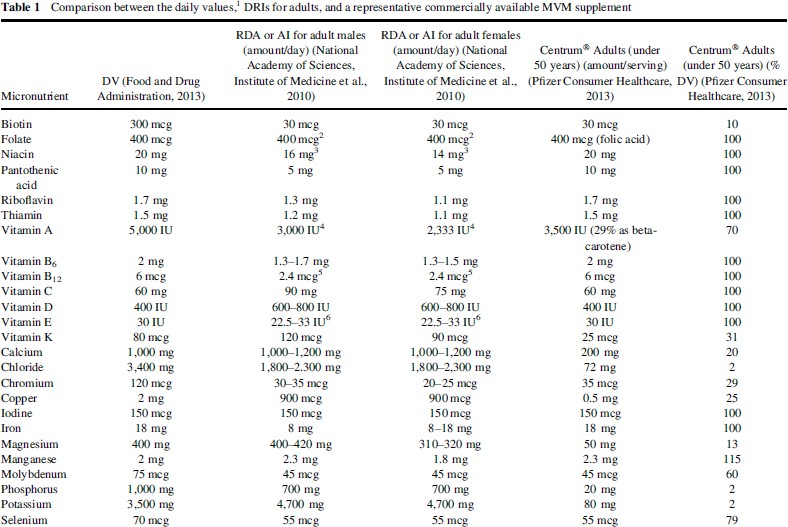 Table 1 Comparison between the daily values,1 DRIs for adults, and a representative commercially available MVM supplement
Micronutrient DV (Food and Drug Administration, 2013) RDA or AI for adult males (amount/day) (National Academy of Sciences, Institute of Medicine et al., 2010) RDA or AI for adult females (amount/day) (National Academy of Sciences, Institute of Medicine et al., 2010) Centrum® Adults (under 50 years) (amount/serving) (Pfizer Consumer Healthcare, 2013) Centrum® Adults (under 50 years) (% DV) (Pfizer Consumer Healthcare, 2013)
Biotin 300 mcg 30 mcg 30 mcg 30 mcg 10
Folate 400 mcg 400 mcg2 400 mcg2 400 mcg (folic acid) 100
Niacin 20 mg 16 mg3 14 mg3 20 mg 100
Pantothenic acid 10 mg 5 mg 5 mg 10 mg 100
Riboflavin 1.7 mg 1.3 mg 1.1 mg 1.7 mg 100
Thiamin 1.5 mg 1.2 mg 1.1 mg 1.5 mg 100
Vitamin A 5,000 IU 3,000 IU4 2,333 IU4 3,500 IU (29% as beta-carotene) 70
Vitamin B6 2 mg 1.3–1.7 mg 1.3–1.5 mg 2 mg 100
Vitamin B12 6 mcg 2.4 mcg5 2.4 mcg5 6 mcg 100
Vitamin C 60 mg 90 mg 75 mg 60 mg 100
Vitamin D 400 IU 600–800 IU 600–800 IU 400 IU 100
Vitamin E 30 IU 22.5–33 IU6 22.5–33 IU6 30 IU 100
Vitamin K 80 mcg 120 mcg 90 mcg 25 mcg 31
Calcium 1,000 mg 1,000–1,200 mg 1,000–1,200 mg 200 mg 20
Chloride 3,400 mg 1,800–2.300 mg 1,800–2,300 mg 72 mg 2
Chromium 120 mcg 30–35 mcg 20–25 mcg 35 mcg 29
Copper 2 mg 900 mcg 900 mcg 0.5 mg 25
Iodine 150 mcg 150 mcg 150 mcg 150 mcg 100
Iron 18 mg 8 mg 8–18 mg 18 mg 100
Magnesium 400 mg 400–420 mg 310–320 mg 50 mg 13
Manganese 2 mg 2.3 mg 1.8 mg 2.3 mg 115
Molybdenum 75 mcg 45 mcg 45 mcg 45 mcg 60
Phosphorus 1,000 mg 700 mg 700 mg 20 mg 2
Potassium 3,500 mg 4,700 mg 4,700 mg 80 mg 2
Selenium 70 mcg 55 mcg 55 mcg 55 mcg 79